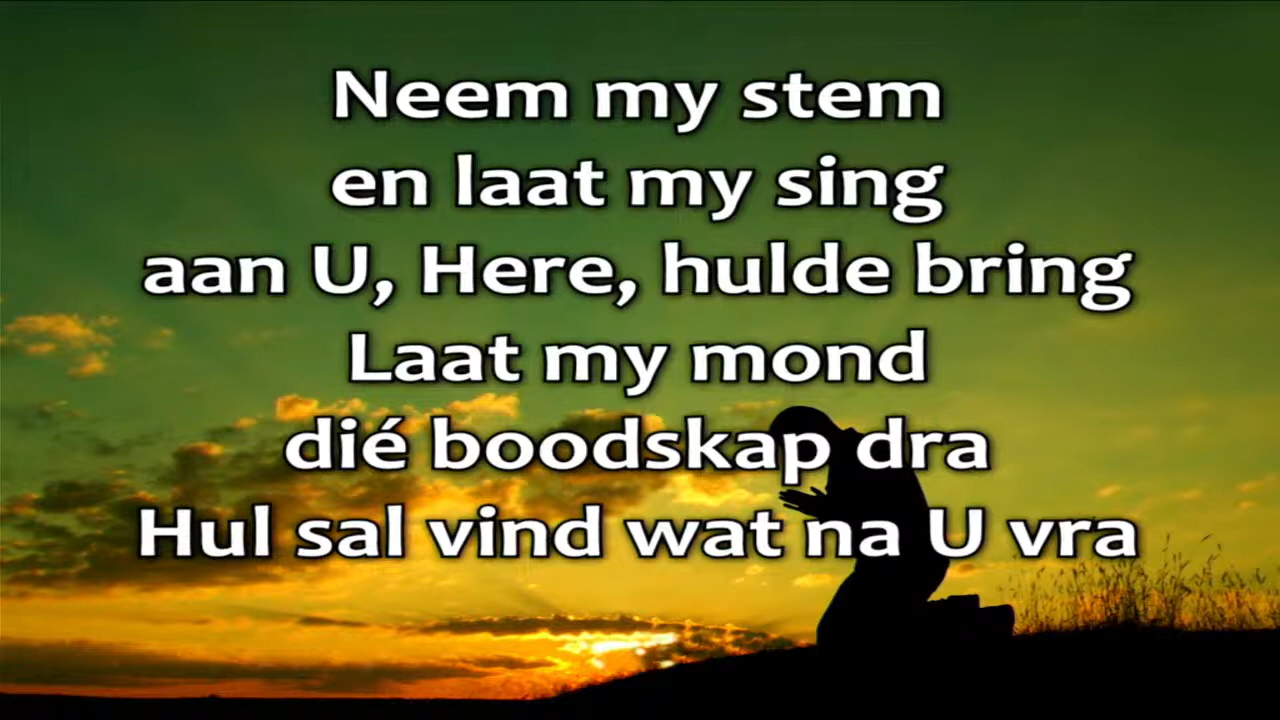 Neem my stem
en laat my sing
aan U, Here, hulde bring
Laat my mond
dié boodskap dra
Hul sal vind wat na U vra